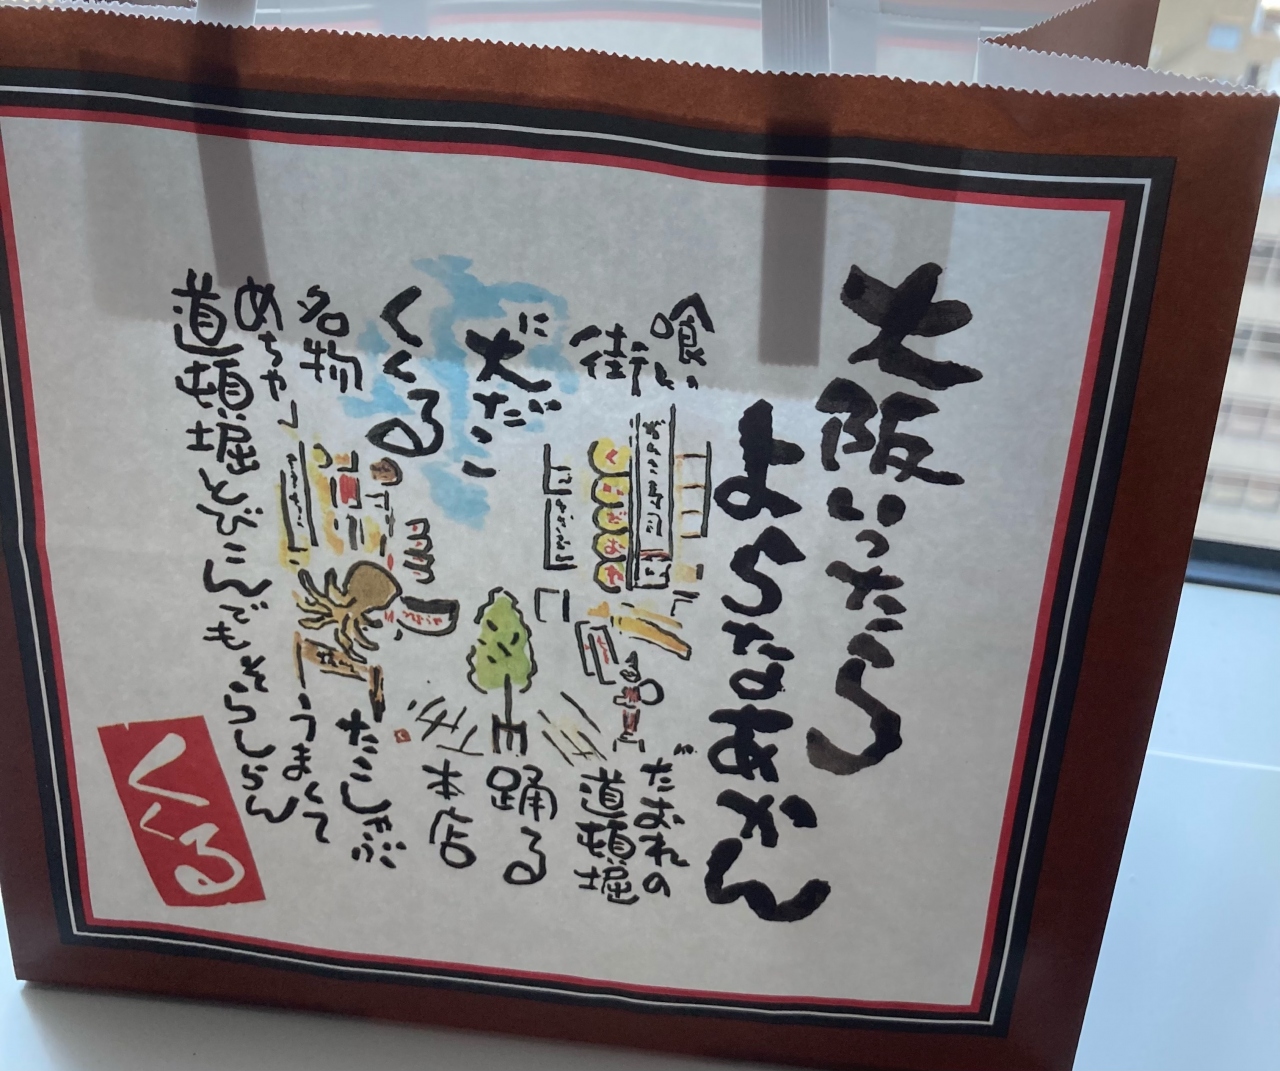 大阪いったら
よらなあかん
喰い
だおれの
街
道頓堀
に
踊る
大だこ
くくる
本店
名物
たこしゃぶ
めちゃ
うまくて
道頓堀とびこんでもそらしらん
くくる